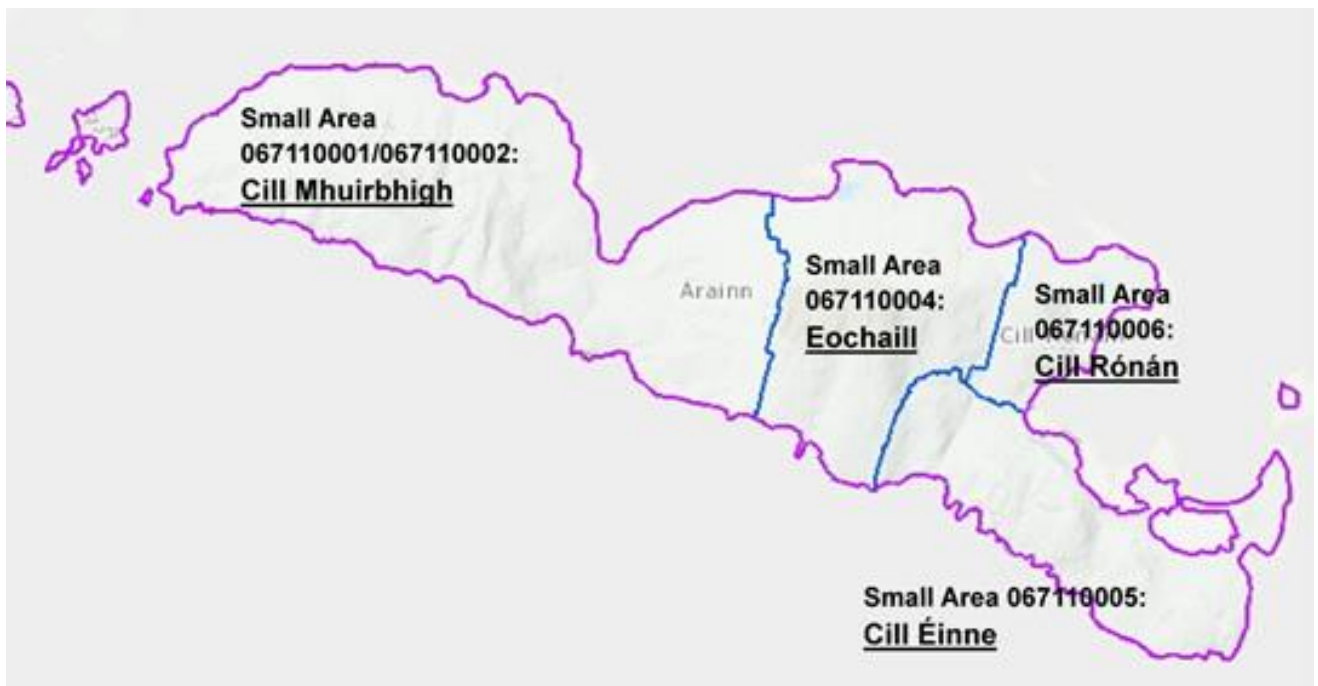 Small Area
067110001/067110002:
Cill Mhuirbhigh
Arainn
Small Area
067110004:
Eochaill
Small Area
067110006:
Cill Rónán
Small Area 067110005:
Cill Éinne